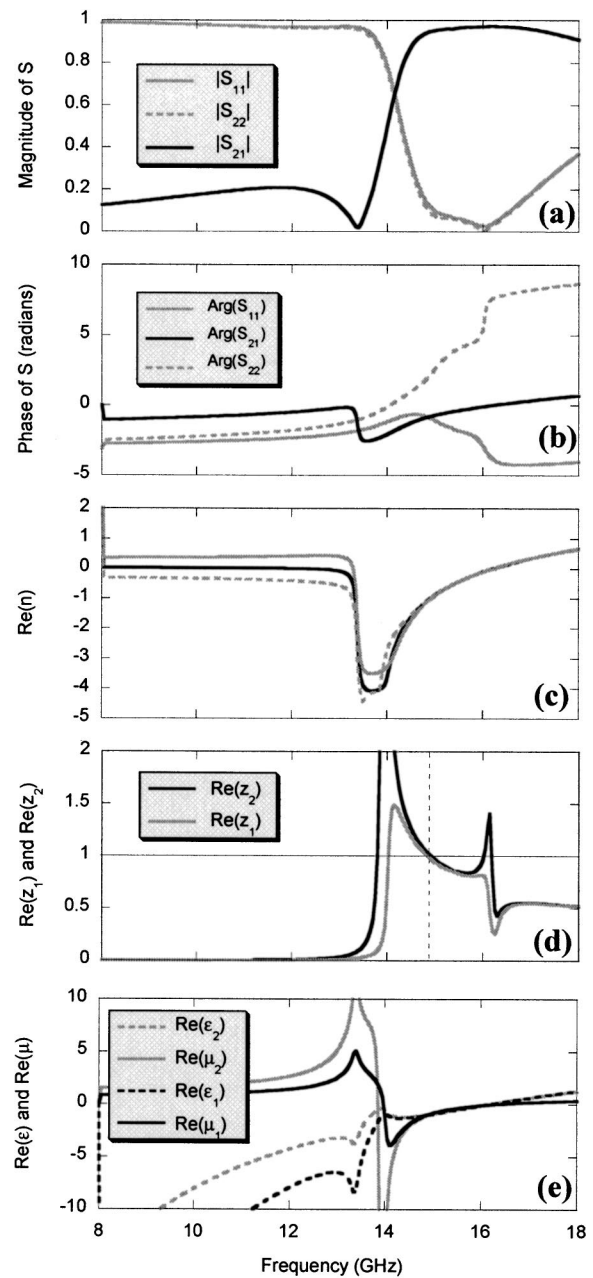 1
0.8
0.6
0.4
0.2
0
Magnitude of S
|S11|
|S22|
|S21|
(a)
10
5
0
-5
Phase of S (radians)
Arg(S11)
Arg(S21)
Arg(S22)
(b)
2
1
0
-1
-2
-3
-4
-5
Re(n)
(c)
2
1.5
1
0.5
0
Re(z1) and Re(z2)
Re(z2)
Re(z1)
(d)
10
5
0
-5
-10
Re(ε) and Re(μ)
Re(ε2)
Re(μ2)
Re(ε1)
Re(μ1)
(e)
8 10 12 14 16 18
Frequency (GHz)